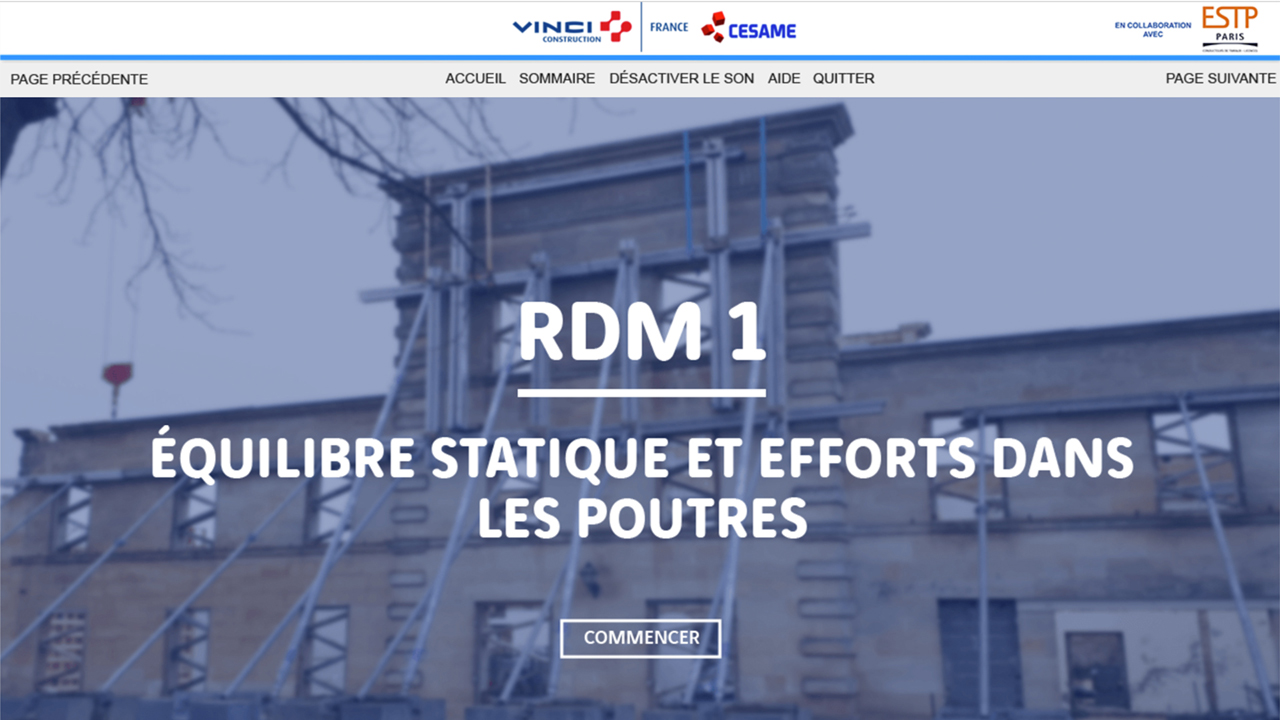 VINCI
CONSTRUCTION
FRANCE
CESAME
EN COLLABORATION
AVEC
ESTP
PARIS
PAGE PRÉCÉDENTE
ACCUEIL SOMMAIRE DÉSACTIVER LE SON AIDE QUITTER
PAGE SUIVANTE
RDM 1
ÉQUILIBRE STATIQUE ET EFFORTS DANS
LES POUTRES
COMMENCER